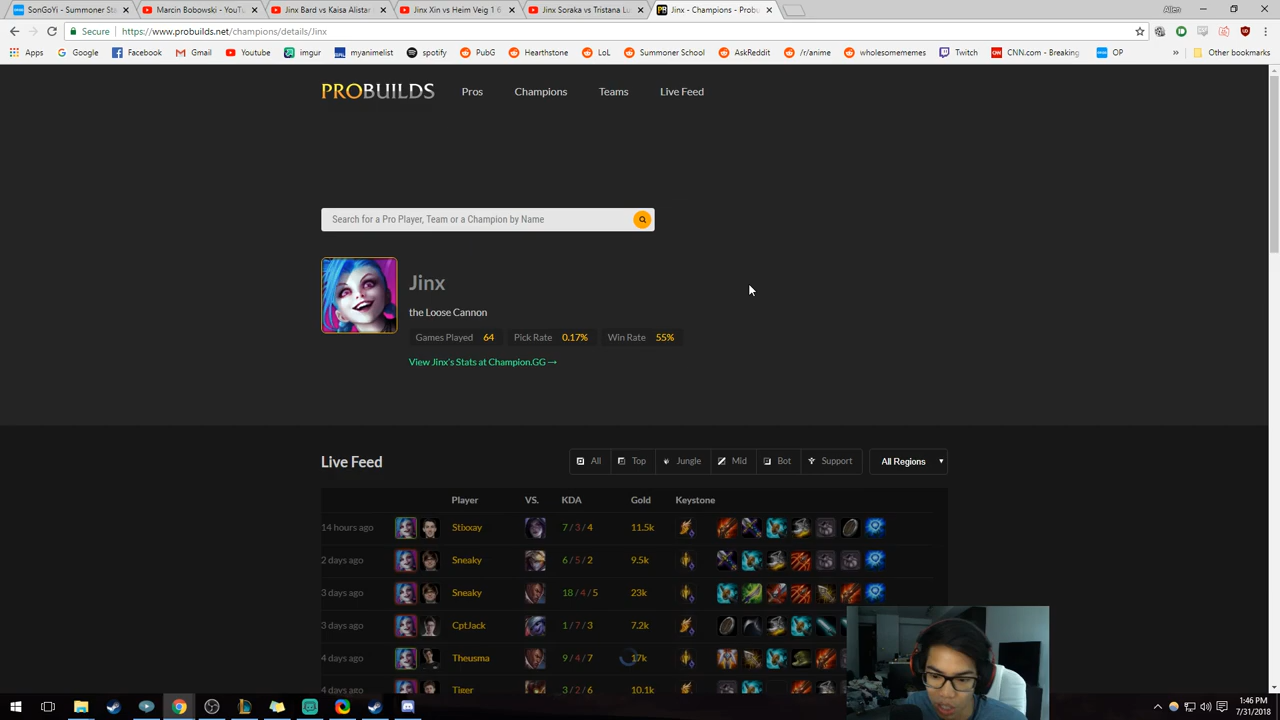 SonGoYi - Summoner St
Marcin Bobowski - YouTu
Jinx Bard vs Kaisa Alistar
Jinx Xin vs Heim Veig 1 6
Jinx Soraka vs Tristana Lu
Jinx - Champions - Probui
Allen
Secure
https://www.probuilds.net/champions/details/Jinx
Apps
Google
Facebook
Gmail
Youtube
imgur
myanimelist
spotify
PubG
Hearthstone
LoL
Summoner School
AskReddit
/r/anime
wholesomememes
Twitch
CNN.com - Breaking
OP
»
Other bookmarks
PROBUILDS
Pros
Champions
Teams
Live Feed
Search for a Pro Player, Team or a Champion by Name
Jinx
the Loose Cannon
Games Played 64 Pick Rate 0.17% Win Rate 55%
View Jinx's Stats at Champion.GG →
Live Feed
All
Top
Jungle
Mid
Bot
Support
All Regions
Player VS. KDA Gold Keystone
14 hours ago Stixxay 7 / 3 / 4 11.5k
2 days ago Sneaky 6 / 5 / 2 9.5k
3 days ago Sneaky 18 / 4 / 5 23k
3 days ago CptJack 1 / 7 / 3 7.2k
4 days ago Theusma 9 / 4 / 7 17k
4 days ago Tiger 3 / 2 / 6 10.1k
1:46 PM
7/31/2018